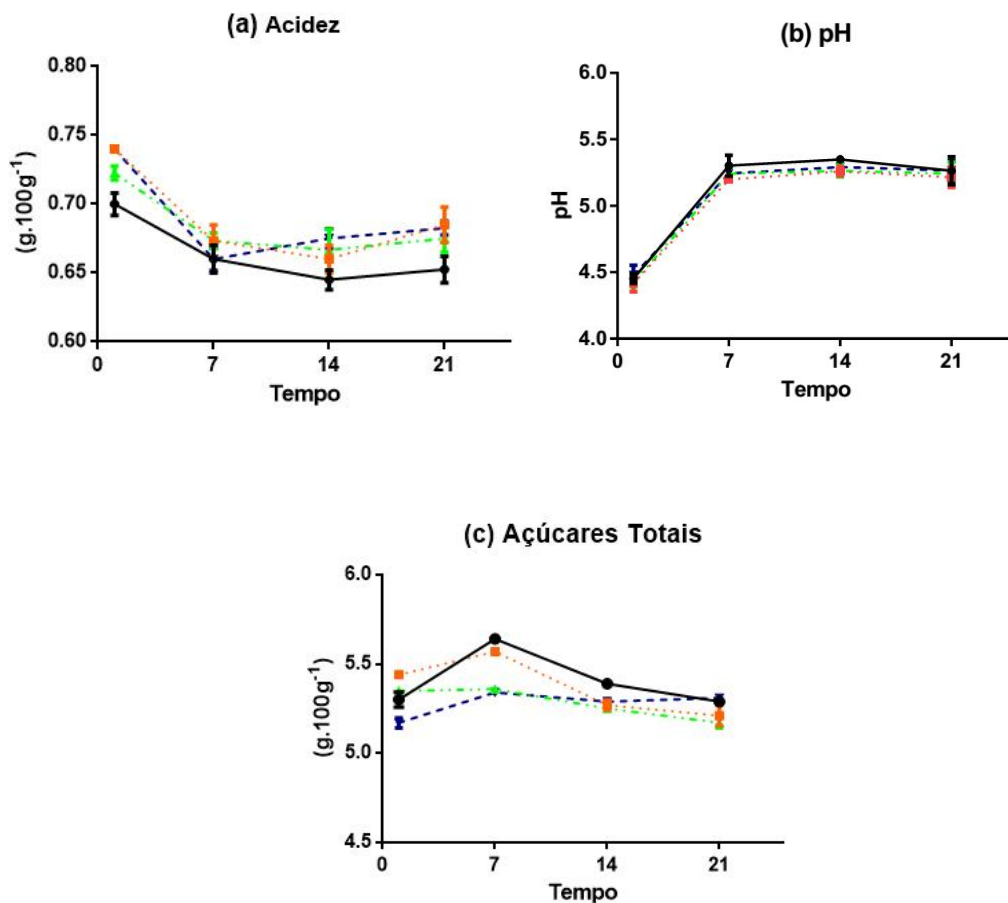 (a) Acidez
(g.100g⁻¹)
0.80
0.75
0.70
0.65
0.60
0
7
14
21
Tempo
(b) pH
pH
6.0
5.5
5.0
4.5
4.0
0
7
14
21
Tempo
(c) Açúcares Totais
(g.100g⁻¹)
6.0
5.5
5.0
4.5
0
7
14
21
Tempo